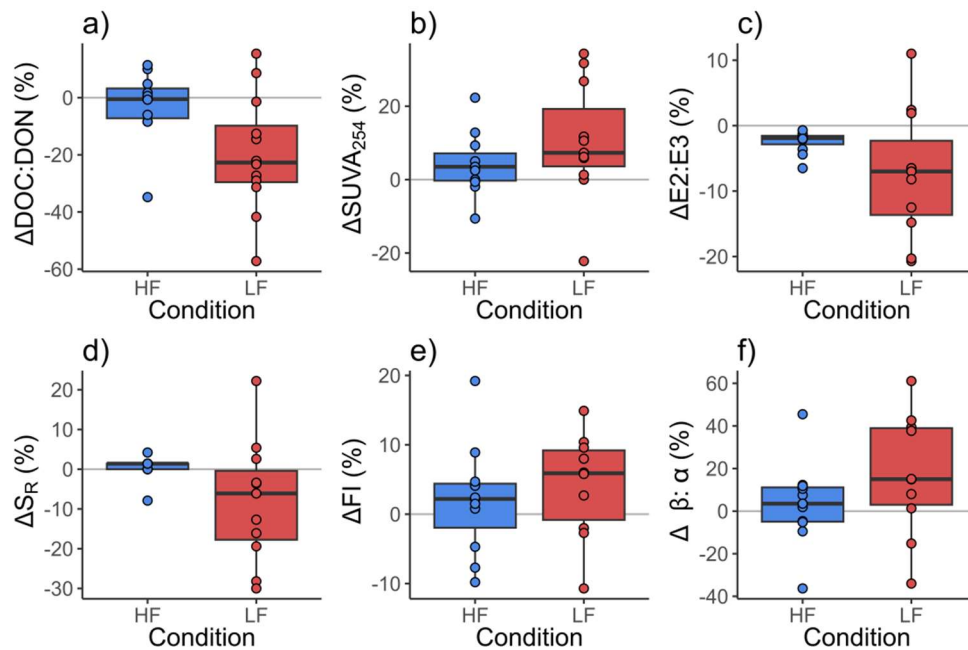 a)
ΔDOC:DON (%)
0
-20
-40
-60
HF
LF
Condition
b)
ΔSUVA₂₅₄ (%)
20
0
-20
HF
LF
Condition
c)
ΔE2:E3 (%)
10
0
-10
-20
HF
LF
Condition
d)
ΔS_R (%)
20
10
0
-10
-20
-30
HF
LF
Condition
e)
ΔFI (%)
20
10
0
-10
HF
LF
Condition
f)
Δ β: α (%)
60
40
20
0
-20
-40
HF
LF
Condition